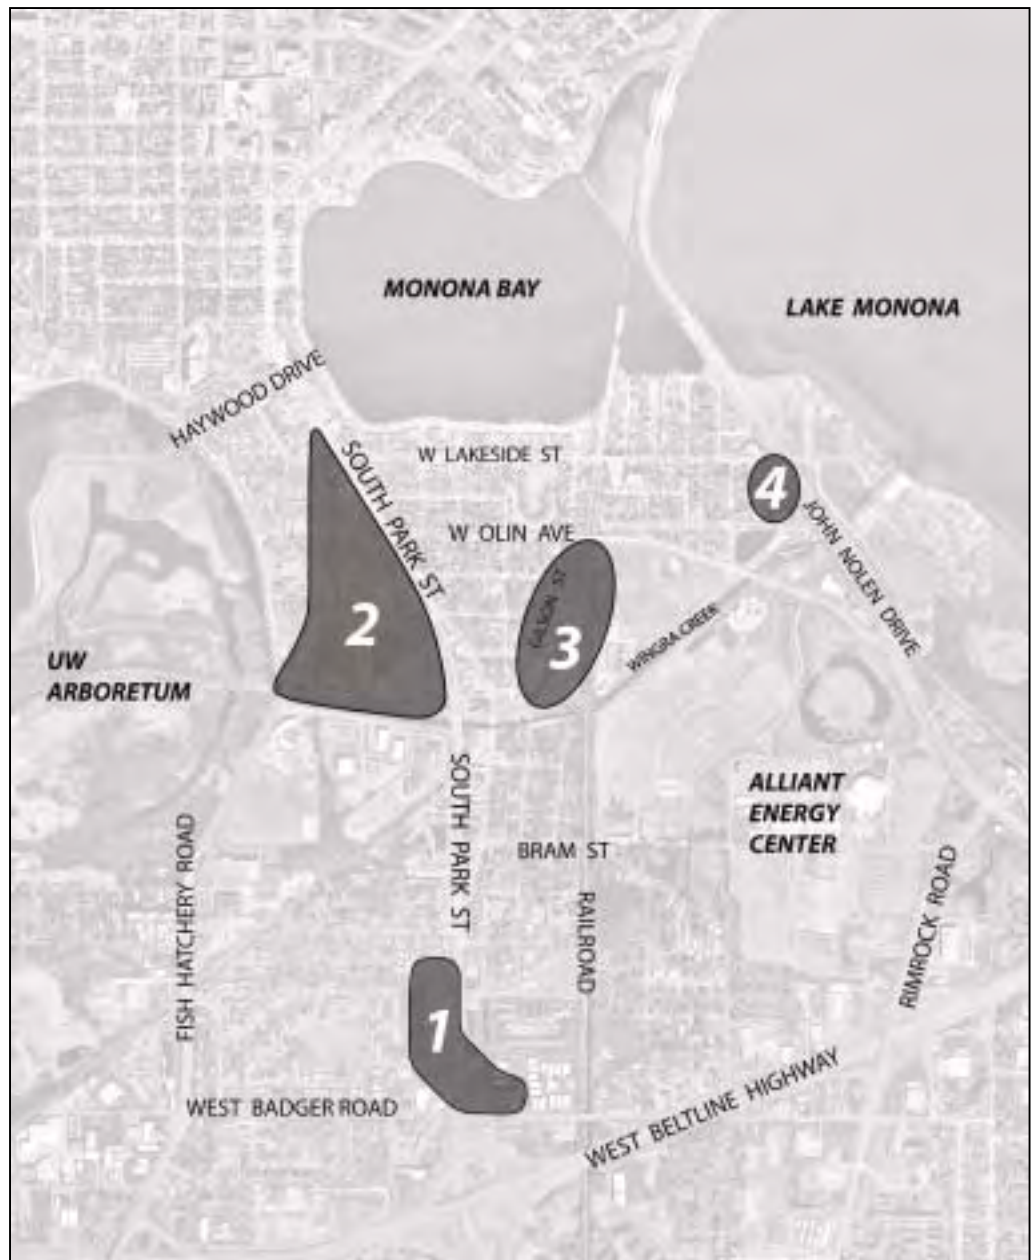 MONONA BAY
LAKE MONONA
HAYWOOD DRIVE
SOUTH PARK ST
W LAKESIDE ST
4
W OLIN AVE
JOHN NOLEN DRIVE
GILSON ST
2
3
WINGRA CREEK
UW
ARBORETUM
SOUTH PARK ST
ALLIANT
ENERGY
CENTER
FISH HATCHERY ROAD
BRAM ST
RAILROAD
RIMROCK ROAD
1
WEST BADGER ROAD
WEST BELTLINE HIGHWAY